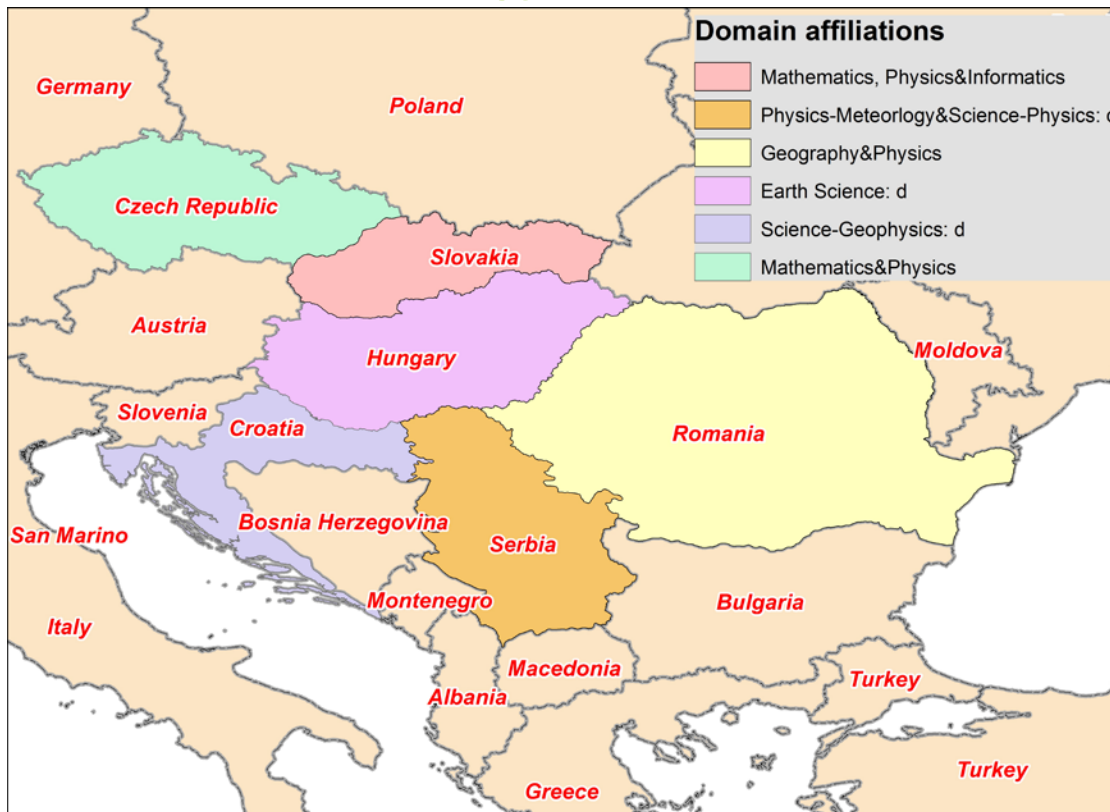 Domain affiliations
Mathematics, Physics&Informatics
Physics-Meteorlogy&Science-Physics: d
Geography&Physics
Earth Science: d
Science-Geophysics: d
Mathematics&Physics
Germany
Poland
Czech Republic
Slovakia
Austria
Hungary
Moldova
Slovenia
Croatia
Romania
Bosnia Herzegovina
San Marino
Serbia
Montenegro
Bulgaria
Italy
Macedonia
Albania
Turkey
Turkey
Greece